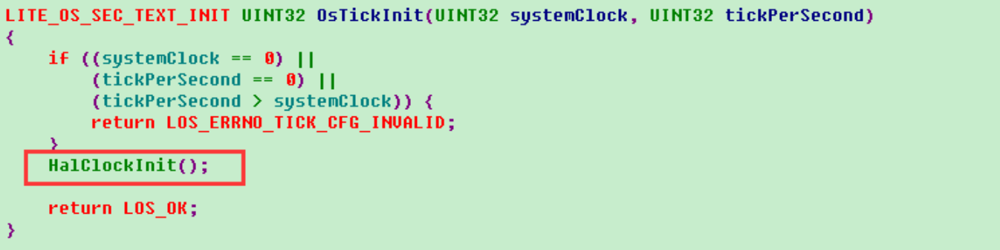 LITE_OS_SEC_TEXT_INIT UINT32 OsTickInit(UINT32 systemClock, UINT32 tickPerSecond)
{
    if ((systemClock == 0) ||
        (tickPerSecond == 0) ||
        (tickPerSecond > systemClock)) {
        return LOS_ERRNO_TICK_CFG_INVALID;
    }
    HalClockInit();

    return LOS_OK;
}